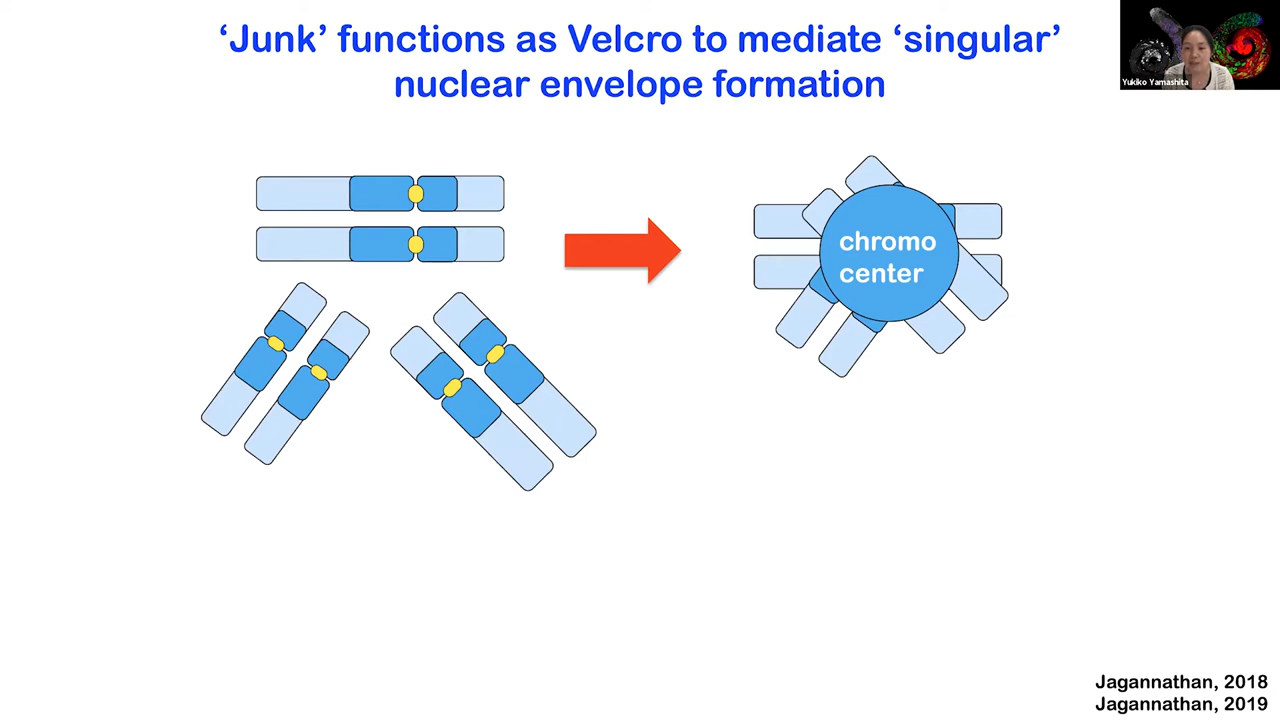 ‘Junk’ functions as Velcro to mediate ‘singular’
nuclear envelope formation
Yukiko Yamashita
chromo
center
Jagannathan, 2018
Jagannathan, 2019